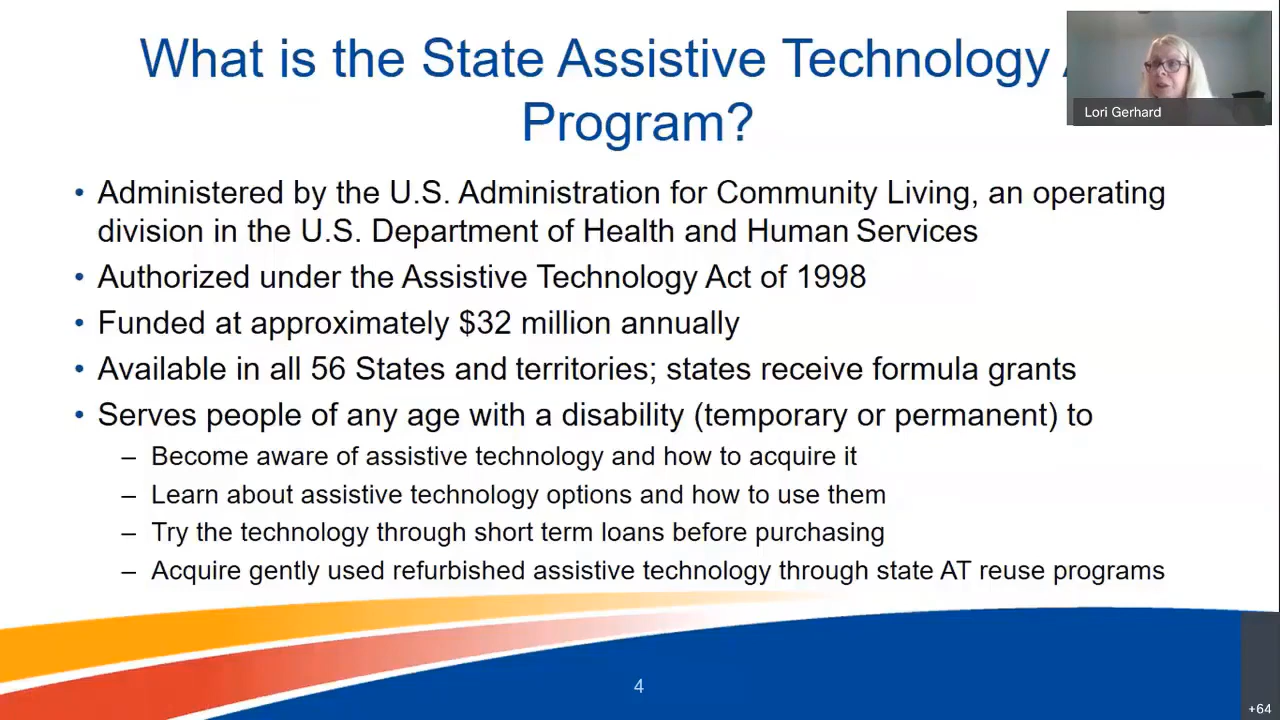 What is the State Assistive Technology
Program?
Lori Gerhard
• Administered by the U.S. Administration for Community Living, an operating
division in the U.S. Department of Health and Human Services
• Authorized under the Assistive Technology Act of 1998
• Funded at approximately $32 million annually
• Available in all 56 States and territories; states receive formula grants
• Serves people of any age with a disability (temporary or permanent) to
– Become aware of assistive technology and how to acquire it
– Learn about assistive technology options and how to use them
– Try the technology through short term loans before purchasing
– Acquire gently used refurbished assistive technology through state AT reuse programs
4
+64